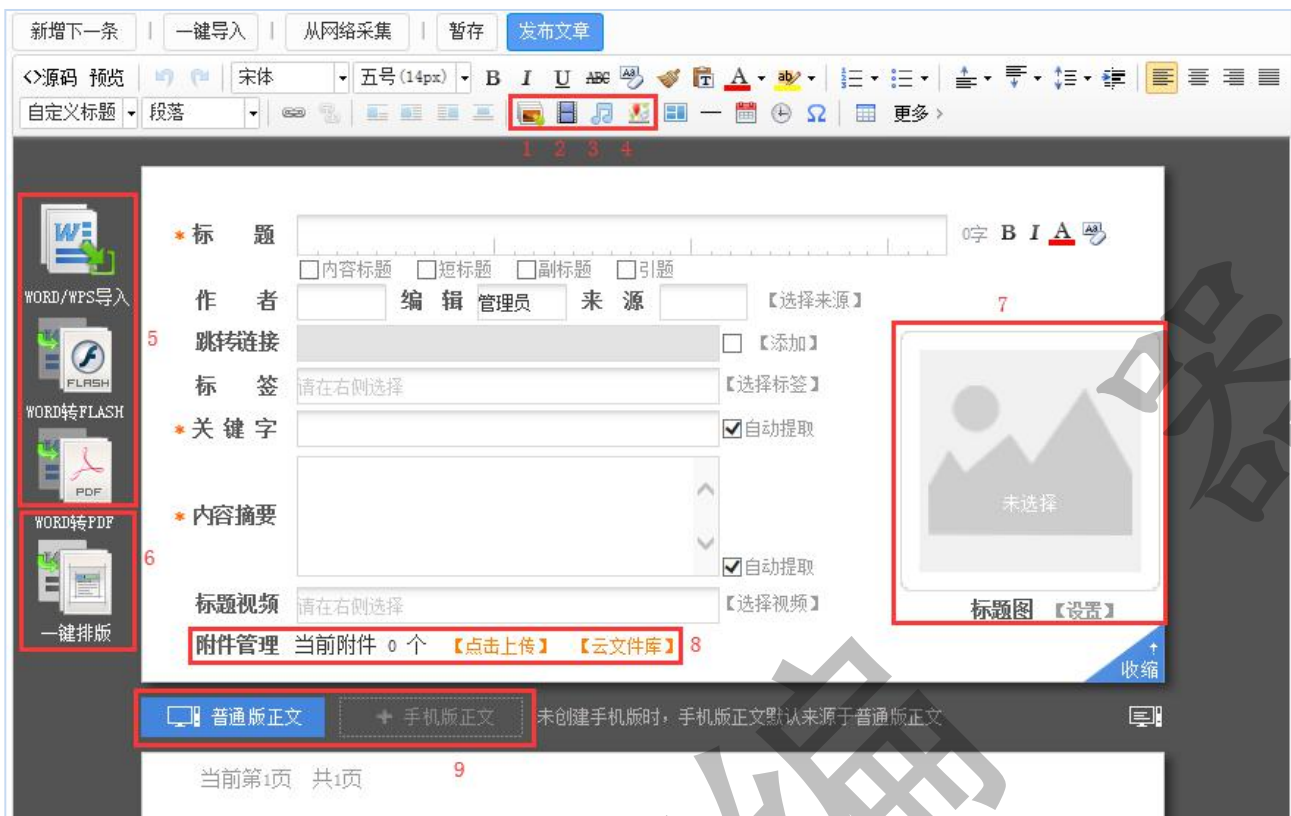 新增下一条 | 一键导入 | 从网络采集 | 暂存 发布文章
<>源码 预览 宋体 五号(14px) B I U ABC A ab
自定义标题 段落 Ω 更多 >
1 2 3 4
* 标 题 0字 B I A
□内容标题 □短标题 □副标题 □引题
WORD/WPS导入
作 者 编 辑 管理员 来 源 【选择来源】
7
5
跳转链接 【添加】
FLASH
标 签 请在右侧选择 【选择标签】
WORD转FLASH
* 关 键 字 自动提取
PDF
WORD转PDF
* 内容摘要
未选择
6
自动提取
标题视频 请在右侧选择 【选择视频】
标题图 【设置】
一键排版
附件管理 当前附件 0 个 【点击上传】 【云文件库】 8
收缩
普通版正文 + 手机版正文 未创建手机版时，手机版正文默认来源于普通版正文
当前第1页 共1页
9
器
编